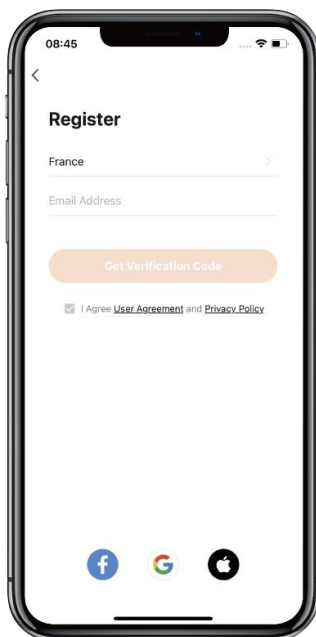 08:45
Register
France
Email Address
Get Verification Code
I Agree User Agreement and Privacy Policy